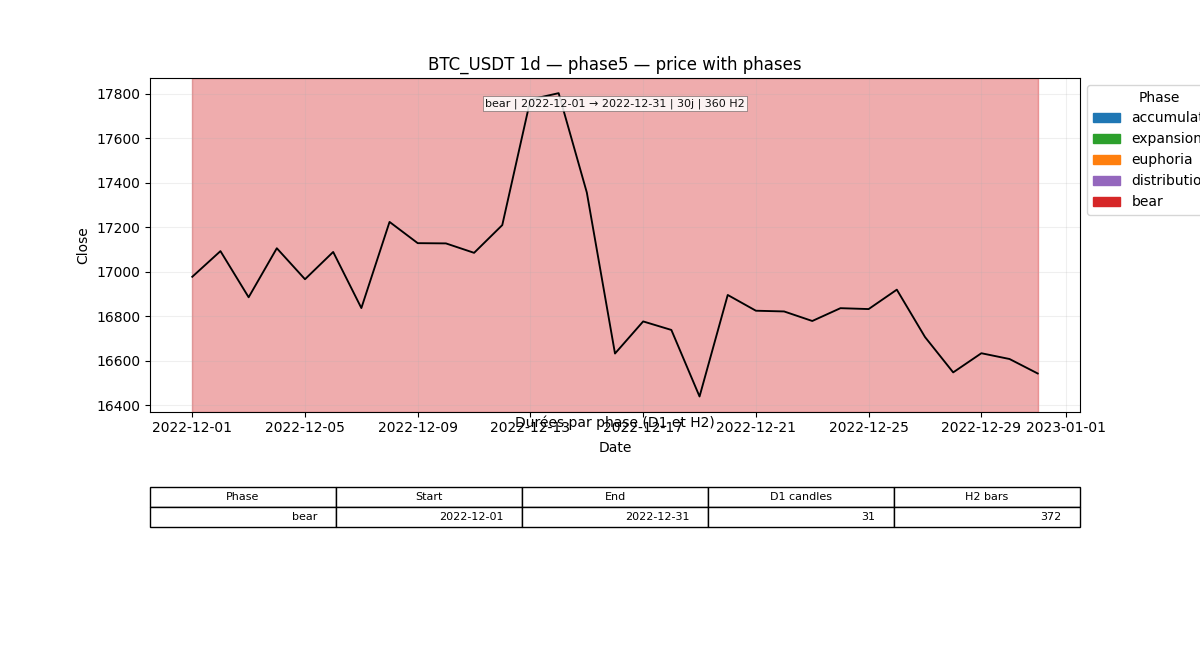 BTC_USDT 1d — phase5 — price with phases
bear | 2022-12-01 → 2022-12-31 | 30j | 360 H2
Close
17800
17600
17400
17200
17000
16800
16600
16400
Phase
accumulat
expansion
euphoria
distributio
bear
Durées par phase (D1 et H2)
2022-12-01 2022-12-05 2022-12-09 2022-12-13 2022-12-17 2022-12-21 2022-12-25 2022-12-29 2023-01-01
Date
Phase Start End D1 candles H2 bars
bear 2022-12-01 2022-12-31 31 372